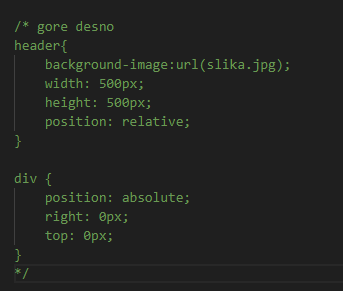 /* gore desno
header{
    background-image:url(slika.jpg);
    width: 500px;
    height: 500px;
    position: relative;
}
div {
    position: absolute;
    right: 0px;
    top: 0px;
}
*/